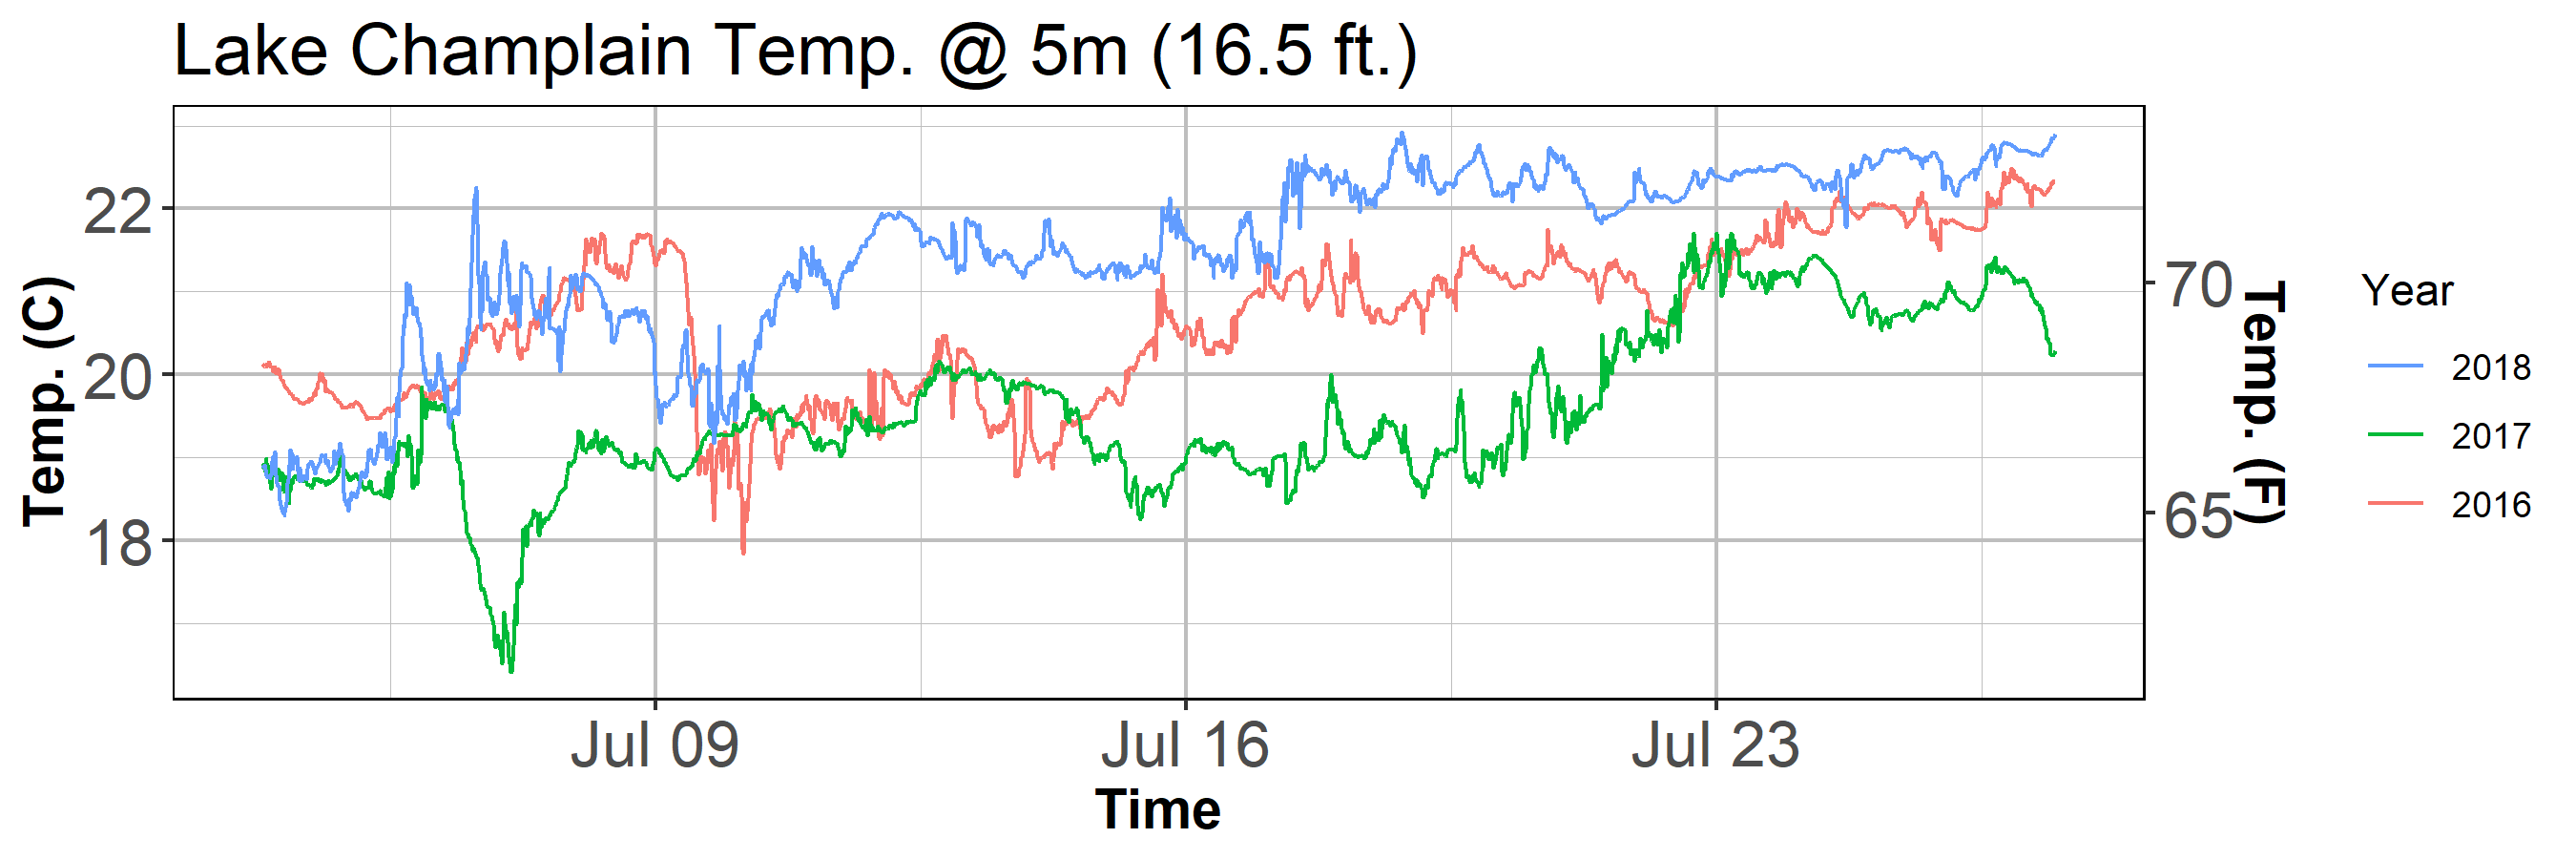 Lake Champlain Temp. @ 5m (16.5 ft.)
Temp. (C)
22
20
18
70
65
Temp. (F)
Jul 09
Jul 16
Jul 23
Time
Year
2018
2017
2016